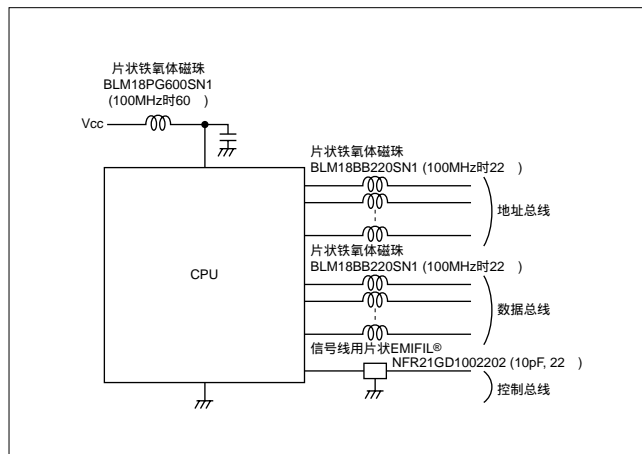 片状铁氧体磁珠
BLM18PG600SN1
(100MHz时60 )
Vcc
片状铁氧体磁珠
BLM18BB220SN1 (100MHz时22 )
地址总线
CPU
片状铁氧体磁珠
BLM18BB220SN1 (100MHz时22 )
数据总线
信号线用片状EMIFIL®
NFR21GD1002202 (10pF, 22 )
控制总线